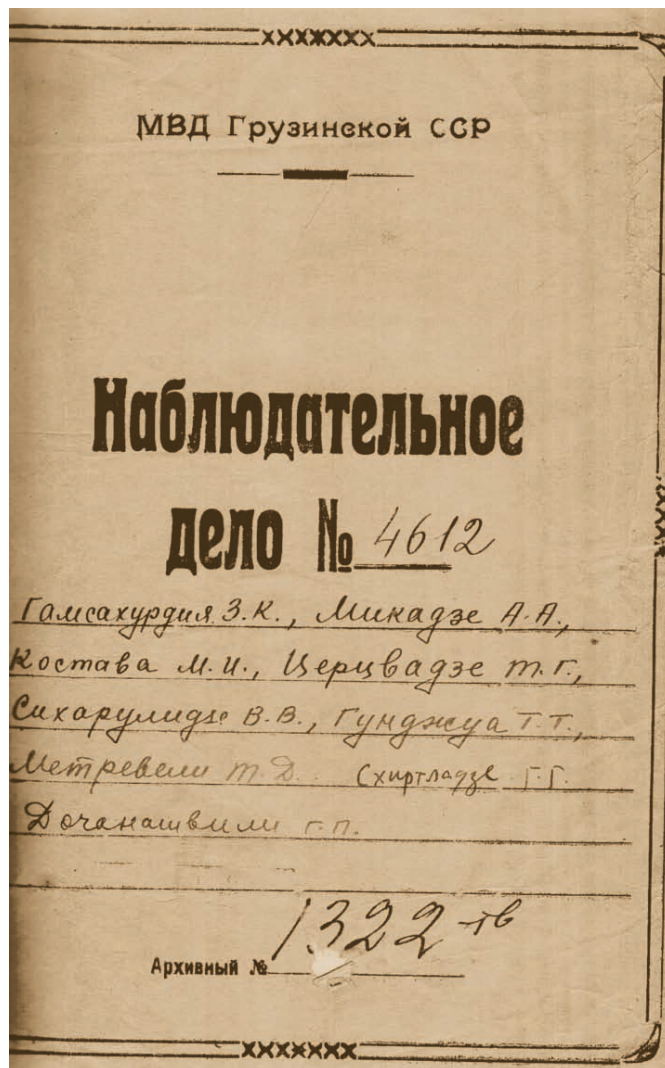 МВД Грузинской ССР
Наблюдательное
дело № 4612
Гамсахурдия З.К., Микадзе А.А.,
Костава М.И., Церцвадзе Т.Г.,
Сихарулидзе В.В., Гунджуа Т.Т.,
Метревели Т.Д. Схиртладзе Г.Г.
Дочанашвили Г.П.
Архивный № 1322-тв